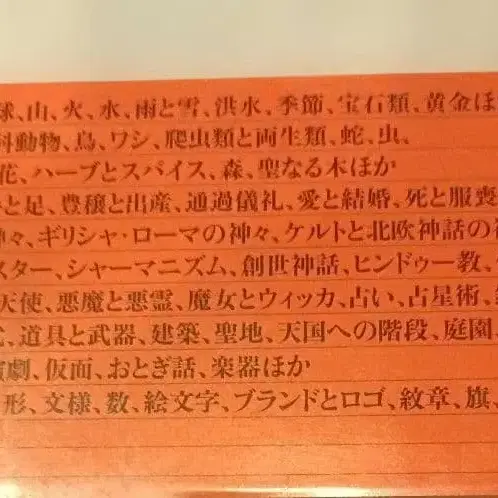 球、山、火、水、雨と雪、洪水、季節、宝石類、黄金ほ
科動物、鳥、ワシ、爬虫類と両生類、蛇、虫、
花、ハーブとスパイス、森、聖なる木ほか
と足、豊穣と出産、通過儀礼、愛と結婚、死と服喪
神々、ギリシャ・ローマの神々、ケルトと北欧神話の
スター、シャーマニズム、創世神話、ヒンドゥー教、
天使、悪魔と悪霊、魔女とウィッカ、占い、占星術、
、道具と武器、建築、聖地、天国への階段、庭園、
演劇、仮面、おとぎ話、楽器ほか
、形、文様、数、絵文字、ブランドとロゴ、紋章、旗、